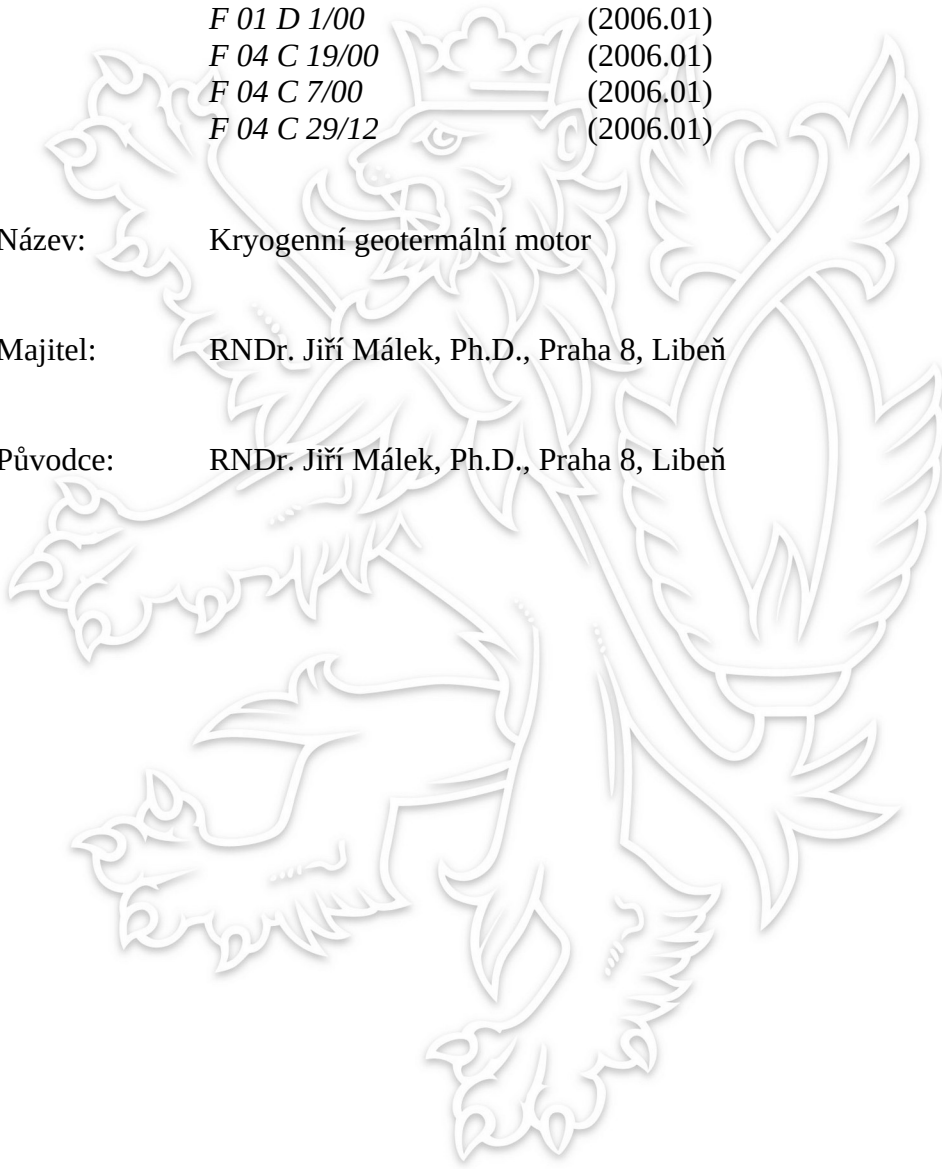 F 01 D 1/00 (2006.01)
F 04 C 19/00 (2006.01)
F 04 C 7/00 (2006.01)
F 04 C 29/12 (2006.01)
Název: Kryogenní geotermální motor
Majitel: RNDr. Jiří Málek, Ph.D., Praha 8, Libeň
Původce: RNDr. Jiří Málek, Ph.D., Praha 8, Libeň